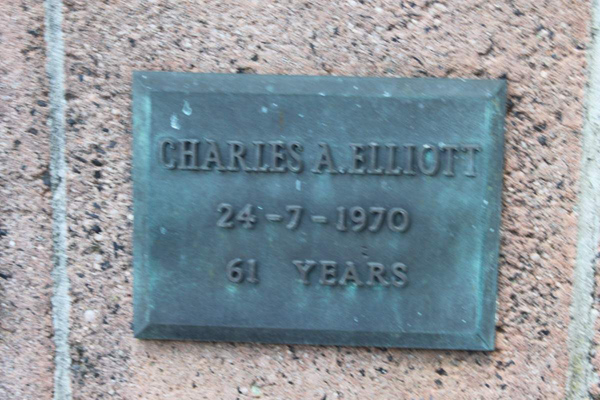 CHARLES A. ELLIOTT
24-7-1970
61 YEARS